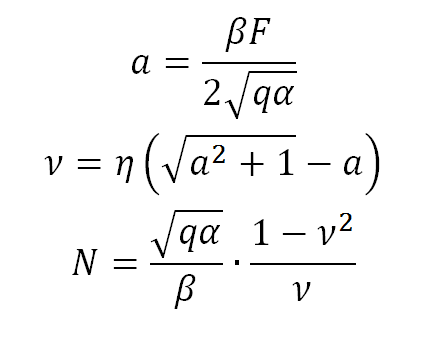 a = βF / (2√(qα))
ν = η(√(a² + 1) − a)
N = √(qα) / β · (1 − ν²) / ν